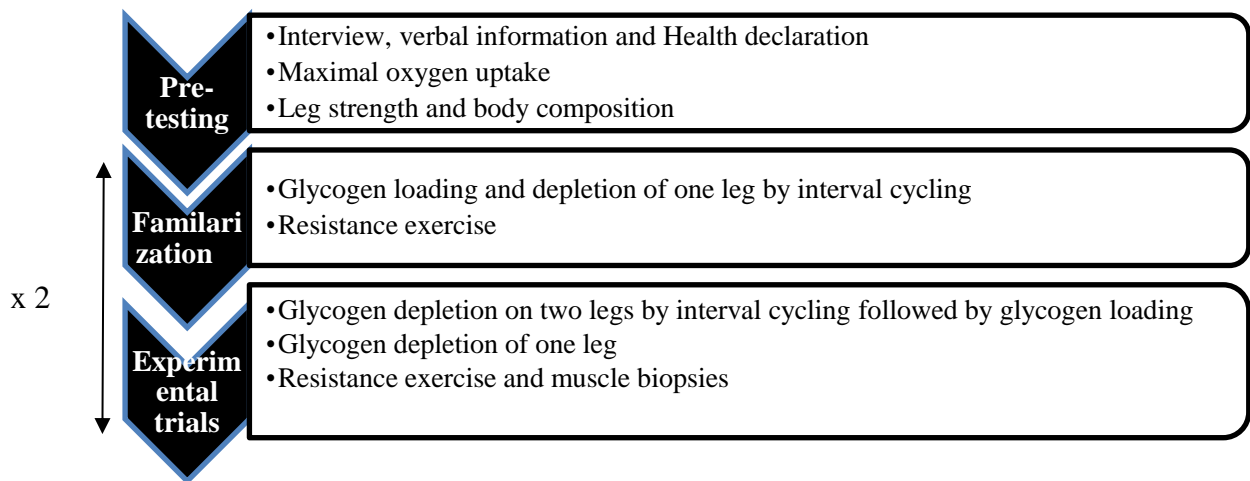 Pre-
testing
•Interview, verbal information and Health declaration
•Maximal oxygen uptake
•Leg strength and body composition
Familari
zation
•Glycogen loading and depletion of one leg by interval cycling
•Resistance exercise
x 2
Experim
ental
trials
•Glycogen depletion on two legs by interval cycling followed by glycogen loading
•Glycogen depletion of one leg
•Resistance exercise and muscle biopsies